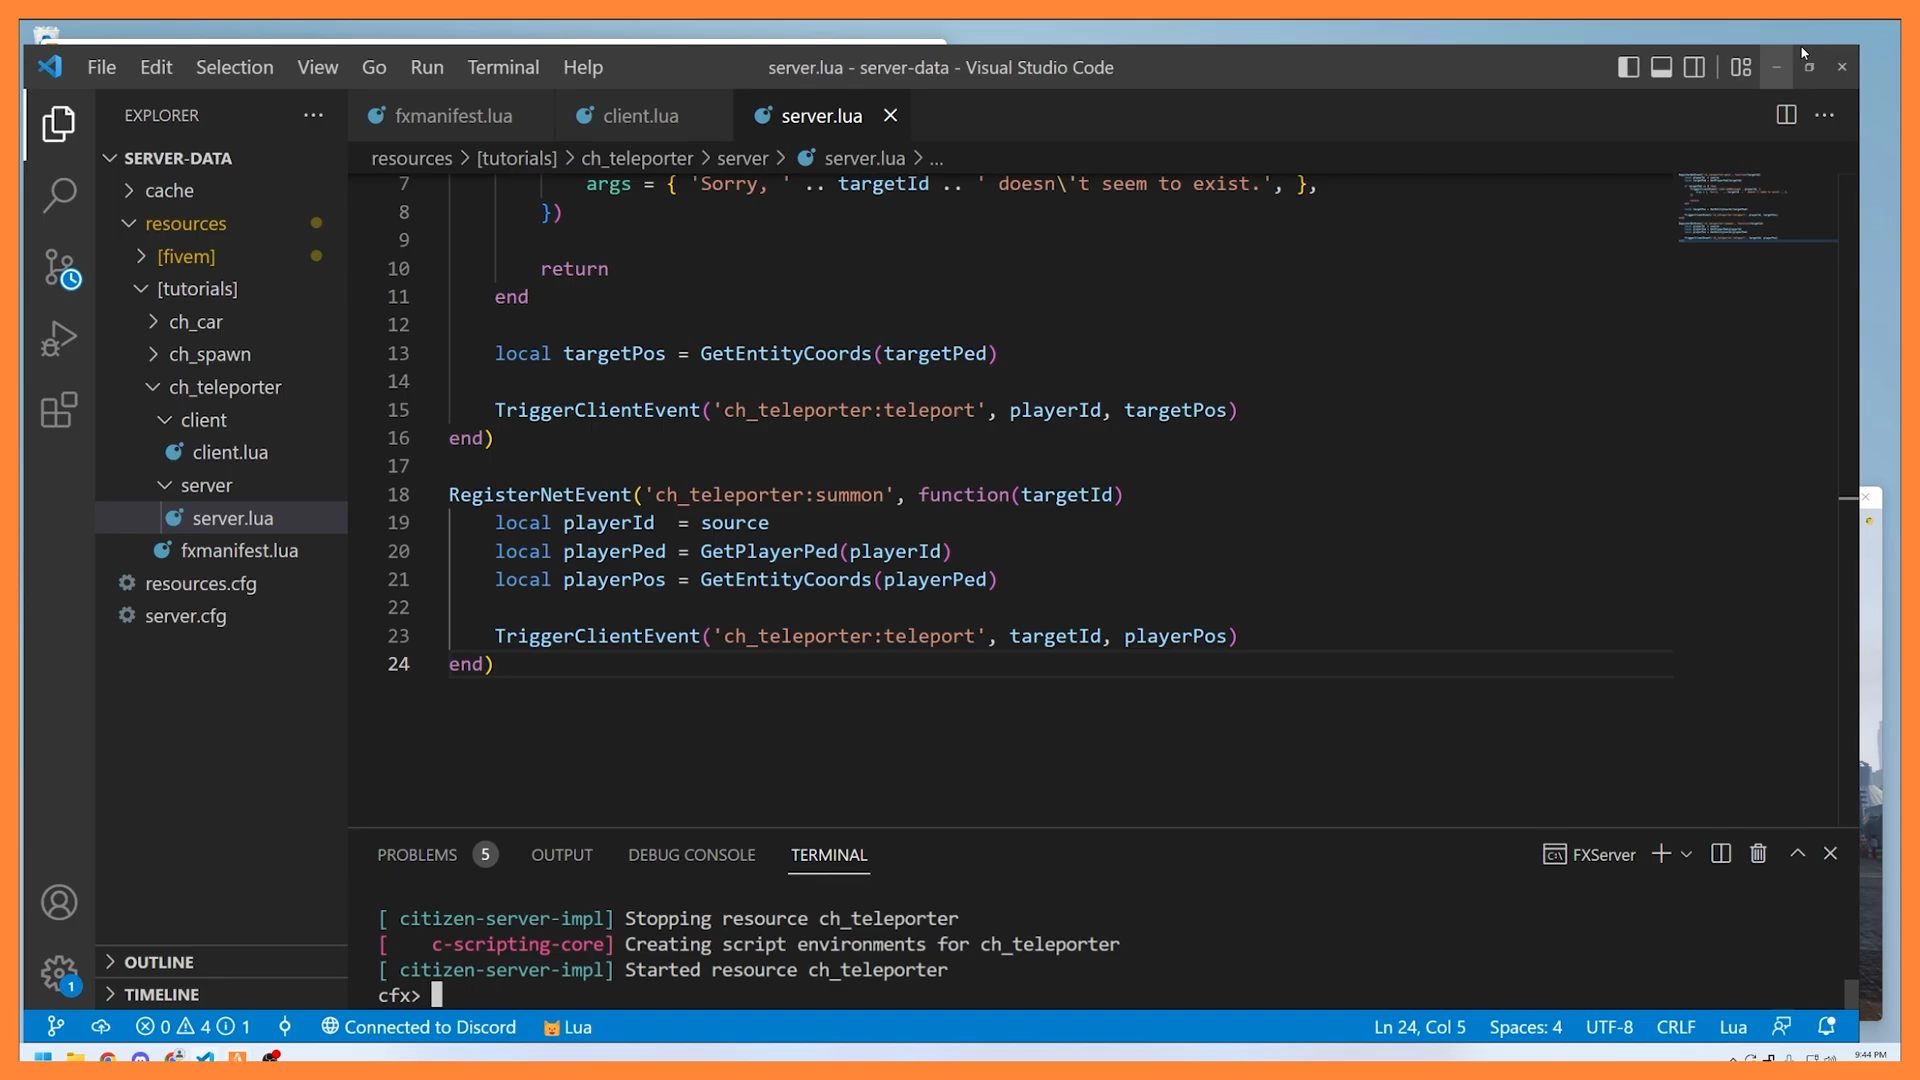 File Edit Selection View Go Run Terminal Help
server.lua - server-data - Visual Studio Code
EXPLORER
fxmanifest.lua client.lua server.lua
SERVER-DATA
cache
resources
[fivem]
[tutorials]
ch_car
ch_spawn
ch_teleporter
client
client.lua
server
server.lua
fxmanifest.lua
resources.cfg
server.cfg
OUTLINE
TIMELINE
1
resources > [tutorials] > ch_teleporter > server > server.lua > ...
7 args = { 'Sorry, ' .. targetId .. ' doesn\'t seem to exist.', },
8 })
9
10 return
11 end
12
13 local targetPos = GetEntityCoords(targetPed)
14
15 TriggerClientEvent('ch_teleporter:teleport', playerId, targetPos)
16 end)
17
18 RegisterNetEvent('ch_teleporter:summon', function(targetId)
19 local playerId  = source
20 local playerPed = GetPlayerPed(playerId)
21 local playerPos = GetEntityCoords(playerPed)
22
23 TriggerClientEvent('ch_teleporter:teleport', targetId, playerPos)
24 end)
PROBLEMS 5 OUTPUT DEBUG CONSOLE TERMINAL FXServer
[ citizen-server-impl] Stopping resource ch_teleporter
[    c-scripting-core] Creating script environments for ch_teleporter
[ citizen-server-impl] Started resource ch_teleporter
cfx>
0 4 1 Connected to Discord Lua Ln 24, Col 5 Spaces: 4 UTF-8 CRLF Lua
9:44 PM